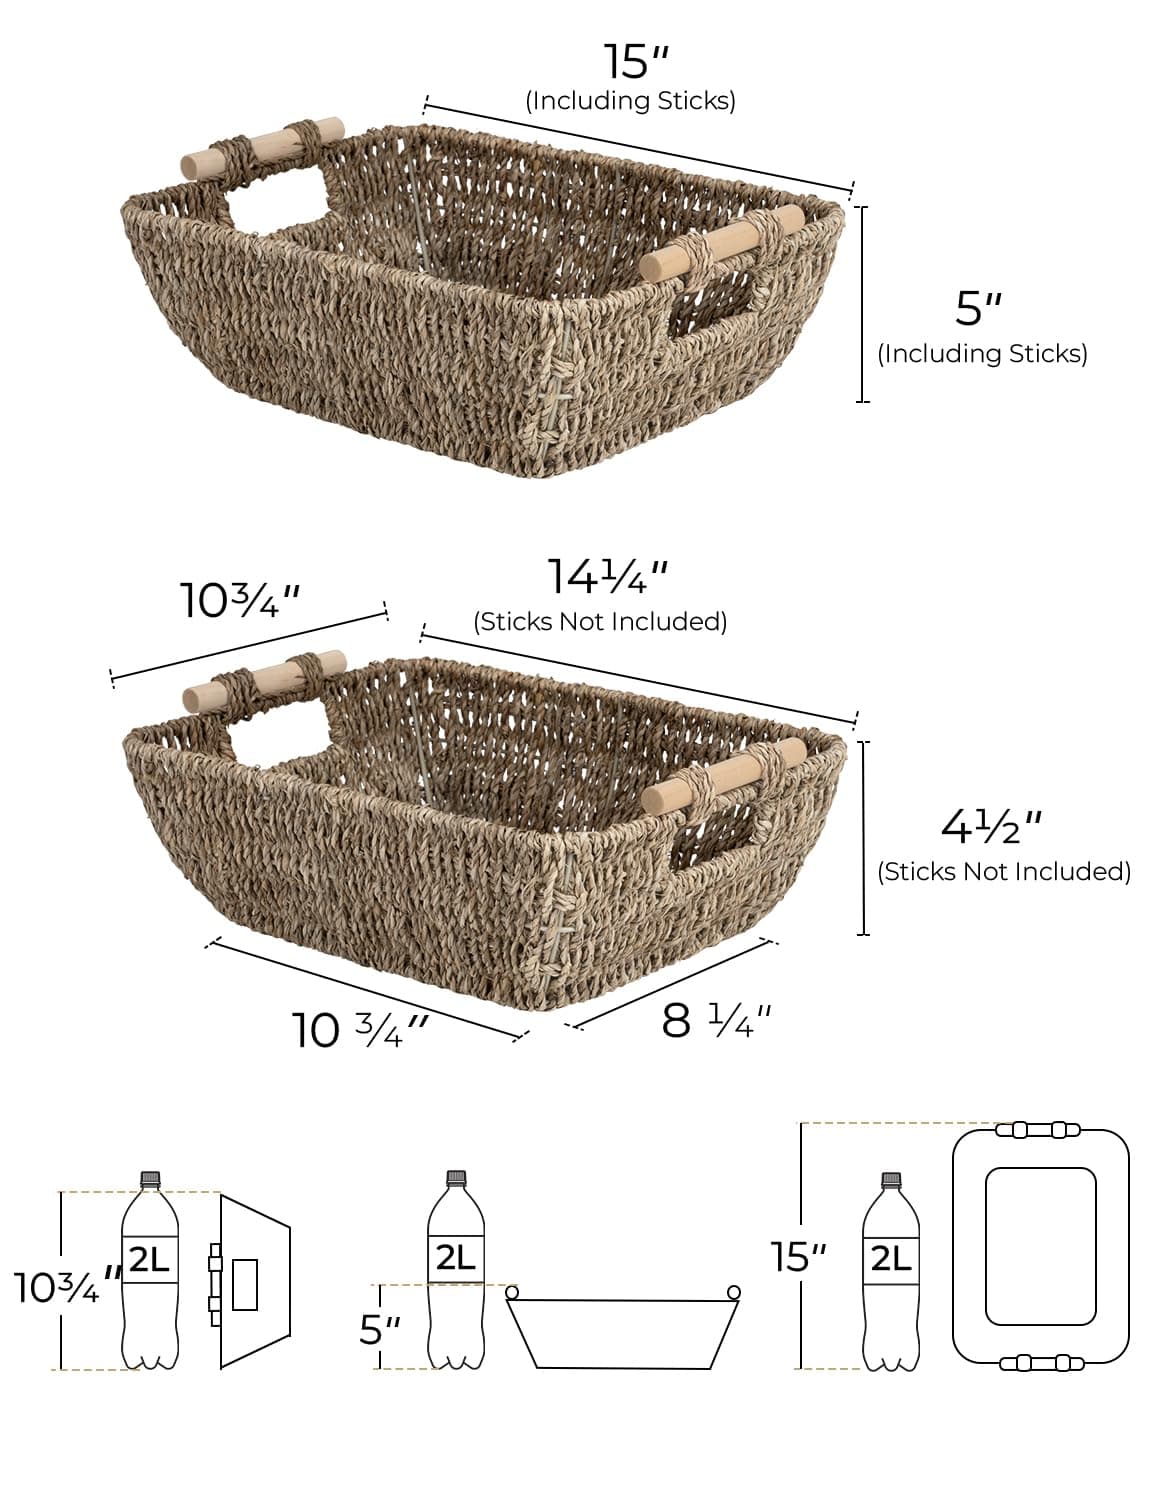 15"
(Including Sticks)
5"
(Including Sticks)
10¾"
14¼"
(Sticks Not Included)
4½"
(Sticks Not Included)
10 ¾"
8 ¼"
10¾"
2L
2L
5"
15"
2L